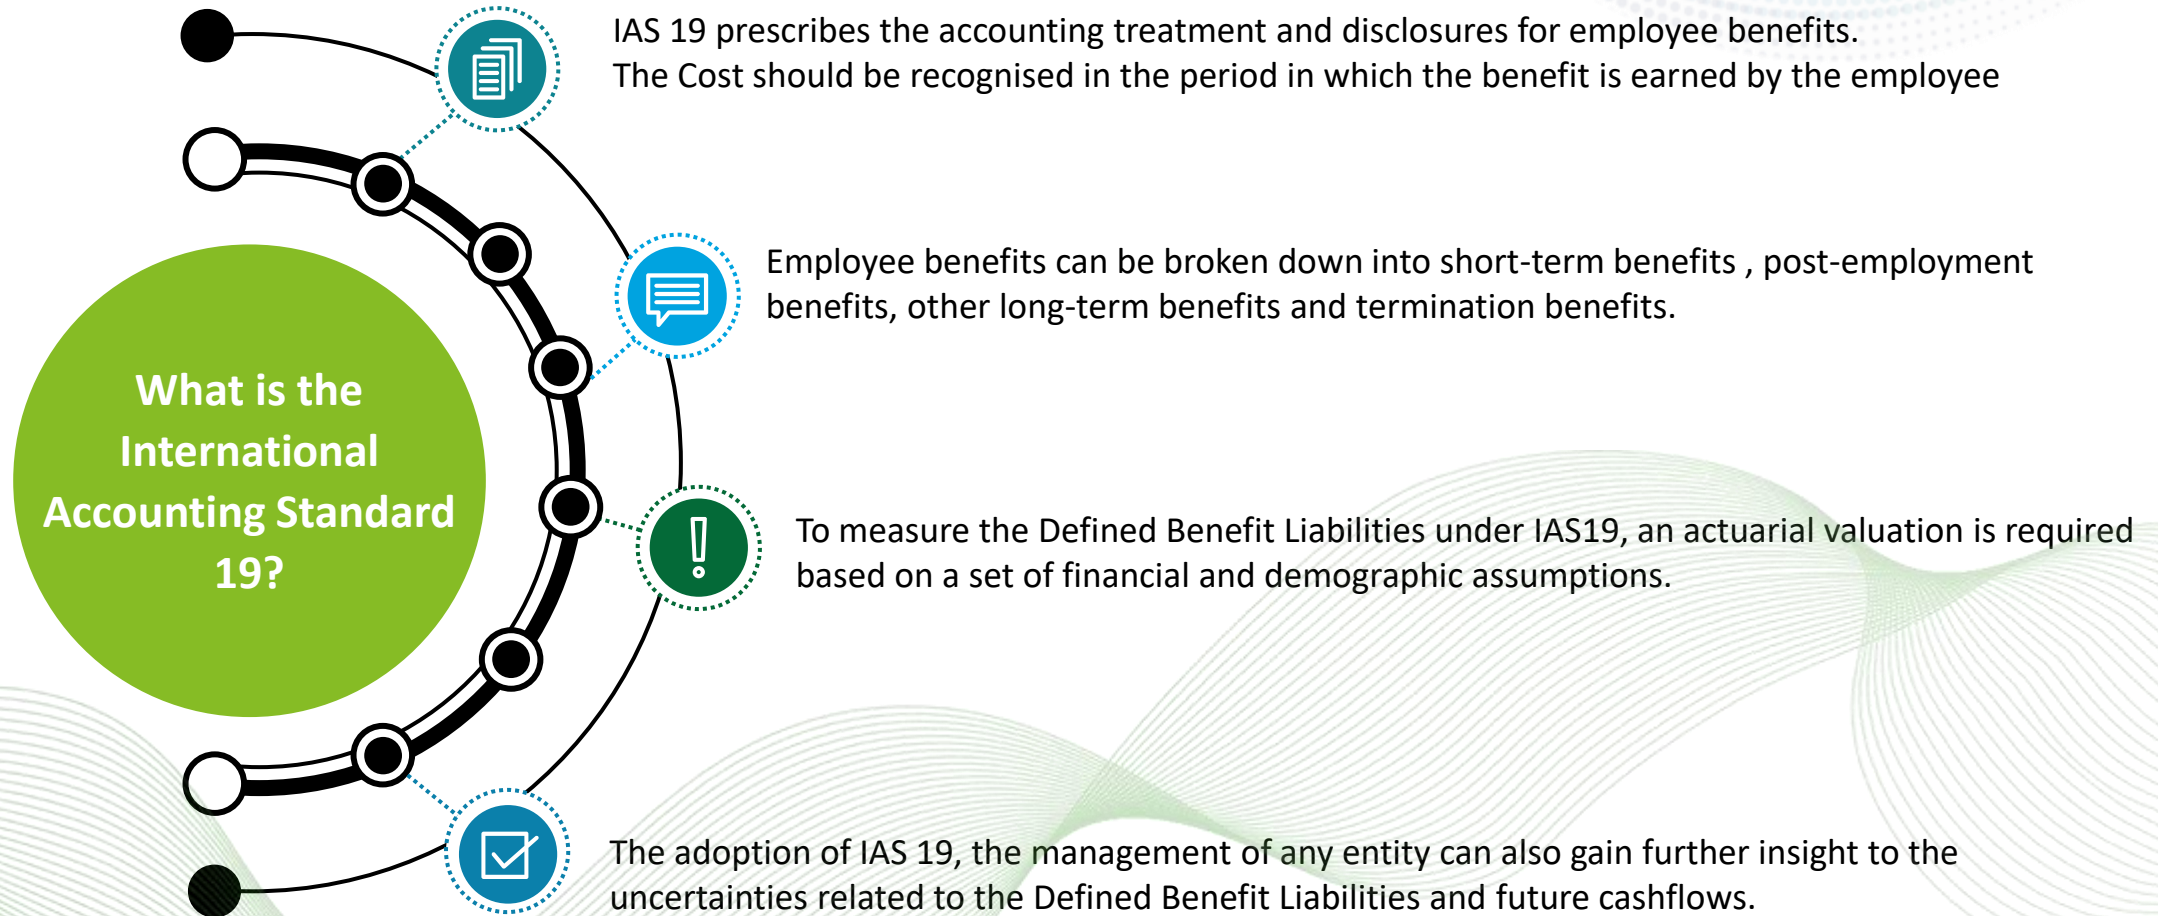 IAS 19 prescribes the accounting treatment and disclosures for employee benefits.
The Cost should be recognised in the period in which the benefit is earned by the employee
Employee benefits can be broken down into short-term benefits , post-employment
benefits, other long-term benefits and termination benefits.
What is the
International
Accounting Standard
19?
To measure the Defined Benefit Liabilities under IAS19, an actuarial valuation is required
based on a set of financial and demographic assumptions.
The adoption of IAS 19, the management of any entity can also gain further insight to the
uncertainties related to the Defined Benefit Liabilities and future cashflows.